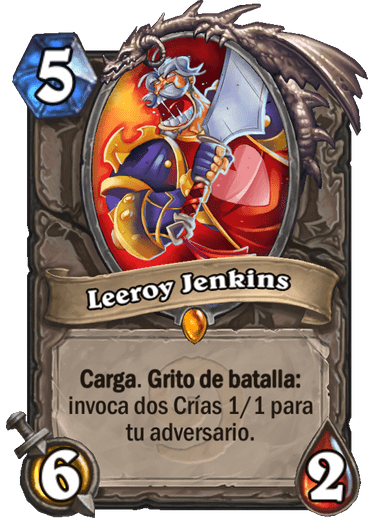 5
Leeroy Jenkins
Carga. Grito de batalla:
invoca dos Crías 1/1 para
tu adversario.
6
2